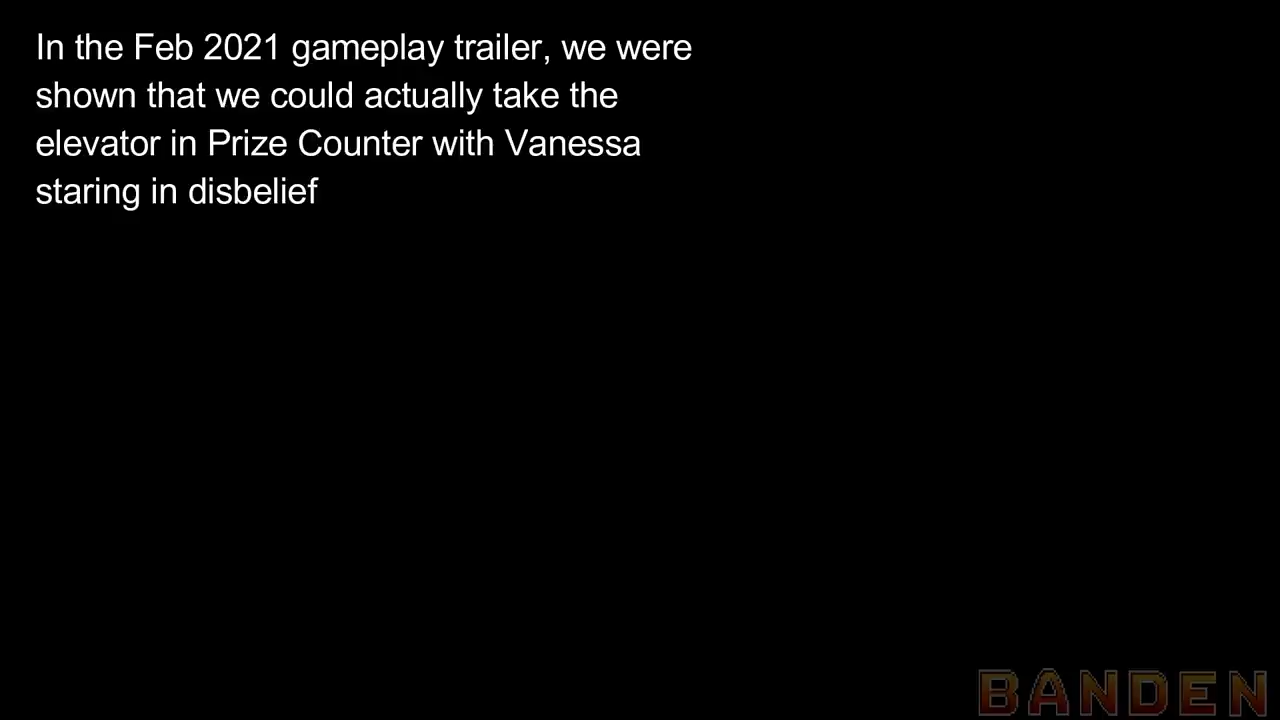 In the Feb 2021 gameplay trailer, we were
shown that we could actually take the
elevator in Prize Counter with Vanessa
staring in disbelief
BANDEN